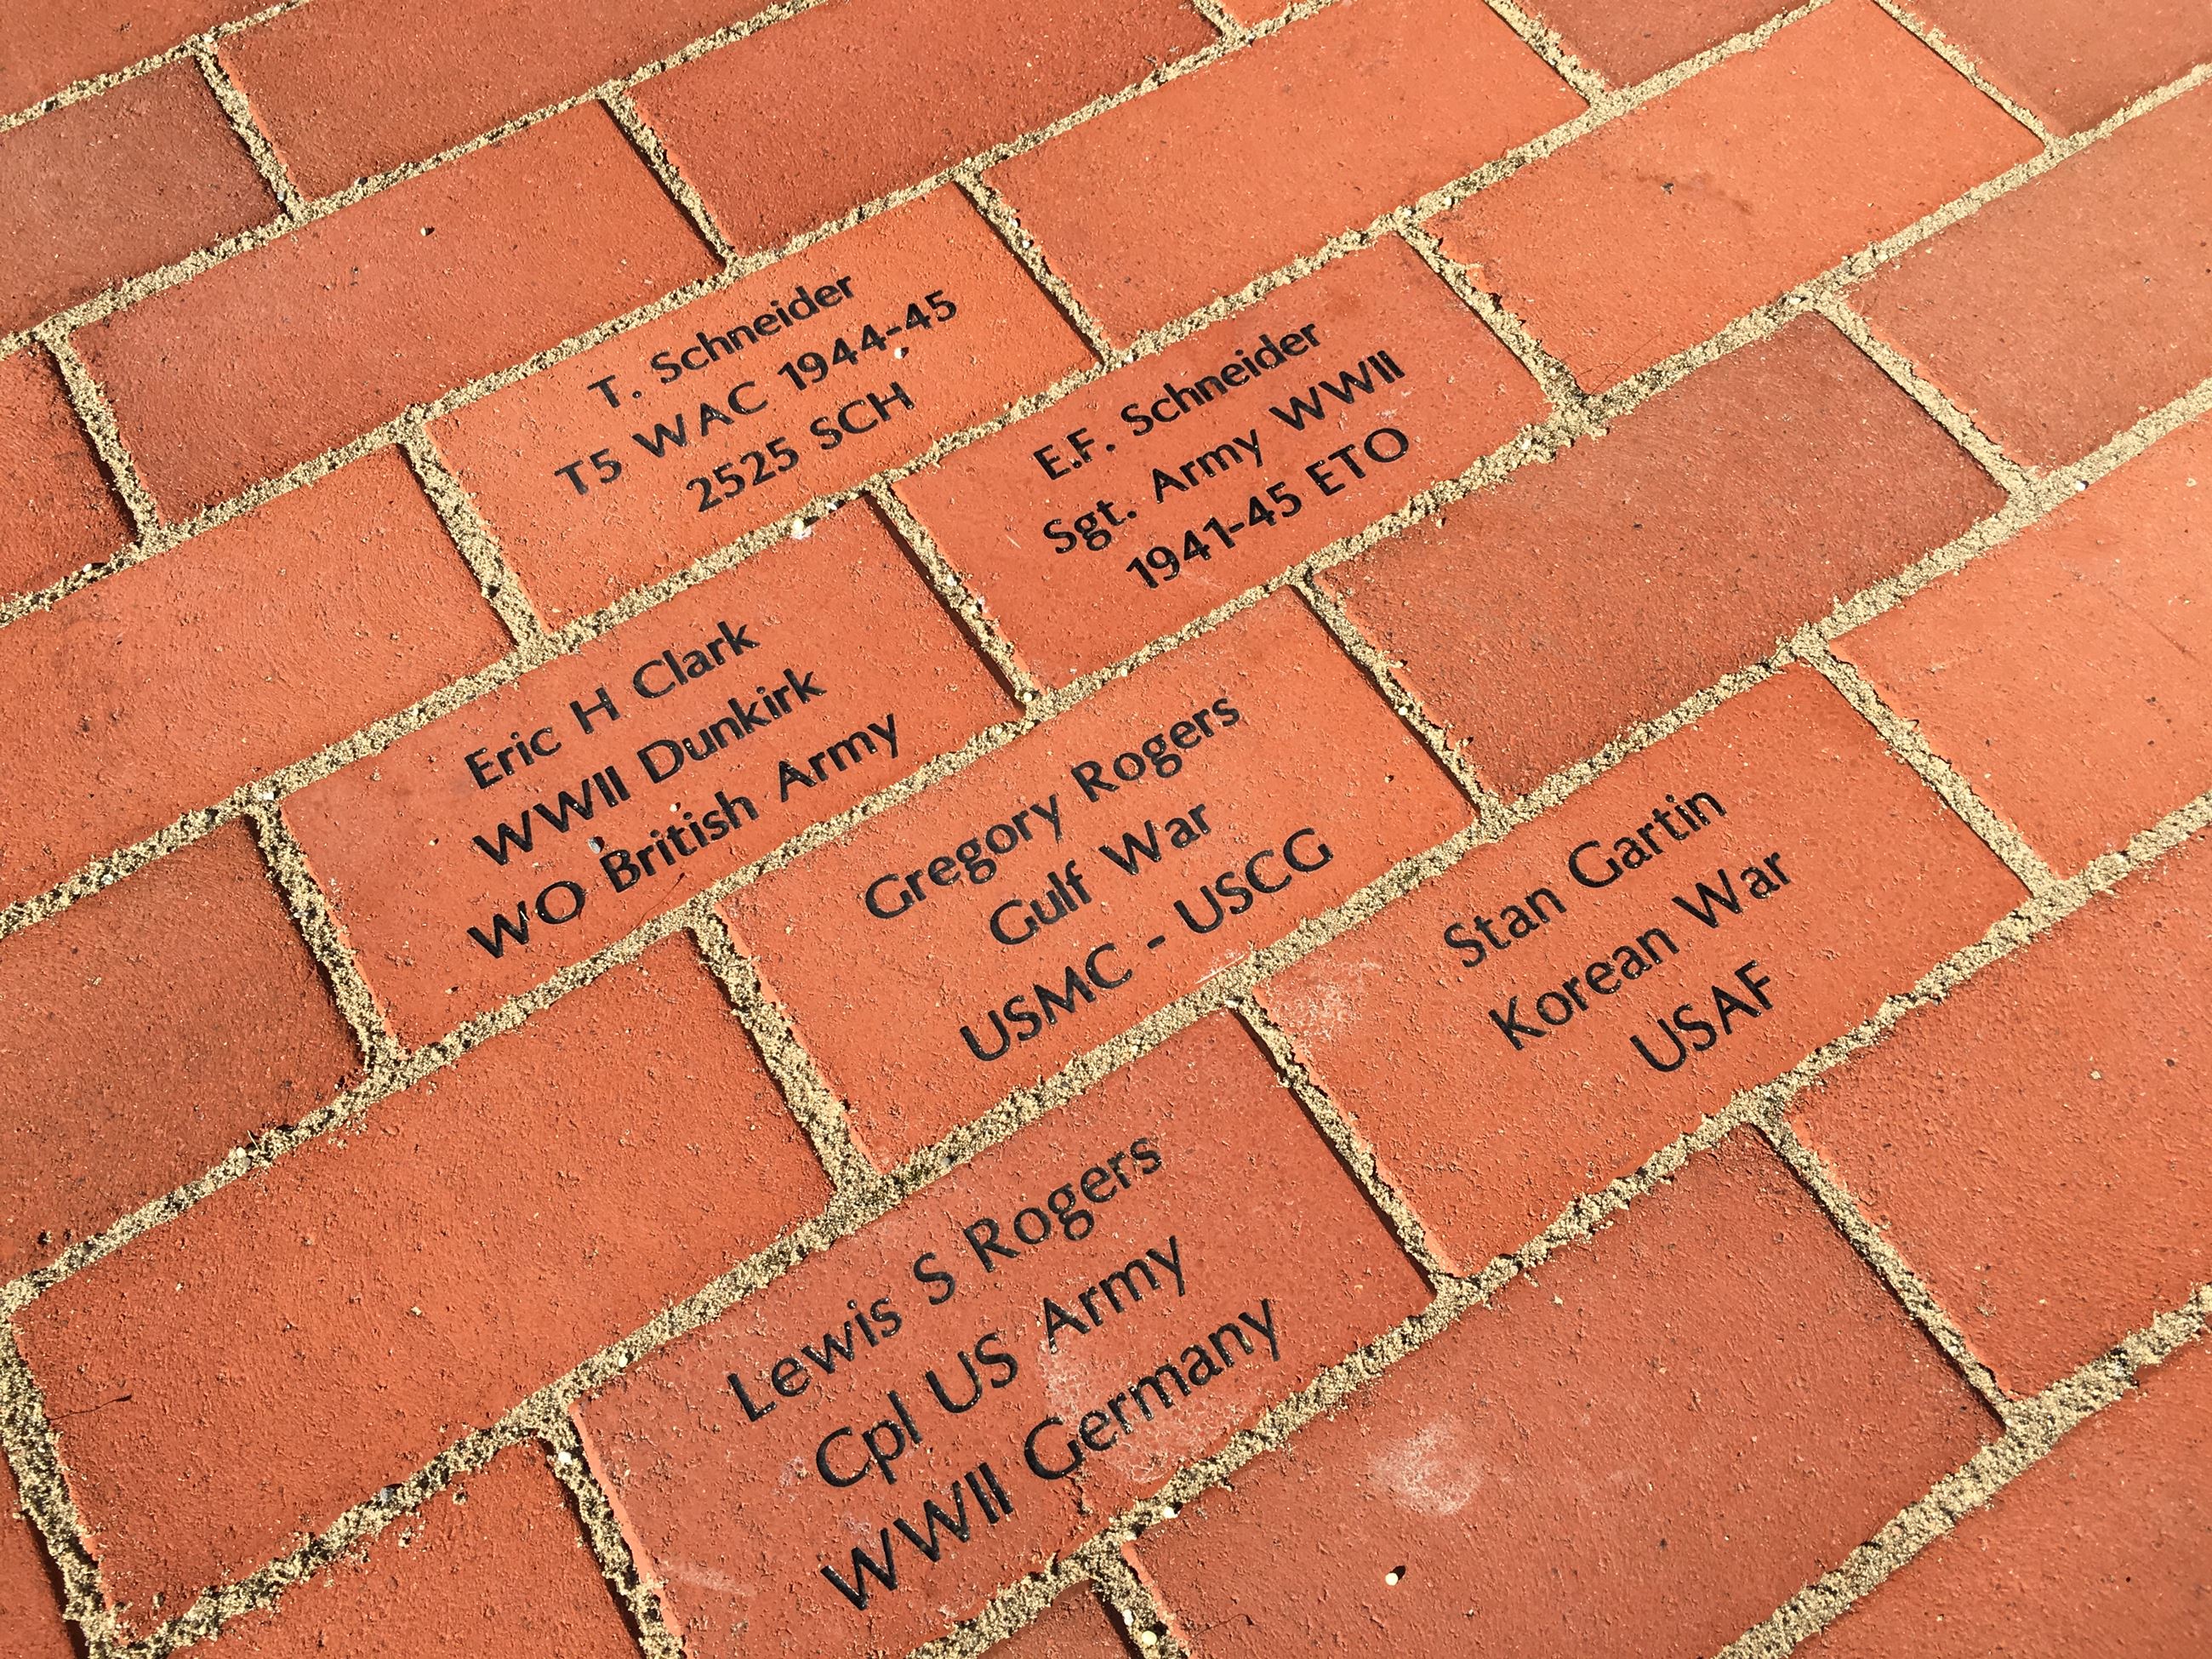 T. Schneider
T5 WAC 1944-45
2525 SCH
E.F. Schneider
Sgt. Army WWII
1941-45 ETO
Eric H Clark
WWII Dunkirk
WO British Army
Gregory Rogers
Gulf War
USMC - USCG
Stan Gartin
Korean War
USAF
Lewis S Rogers
Cpl US Army
WWII Germany